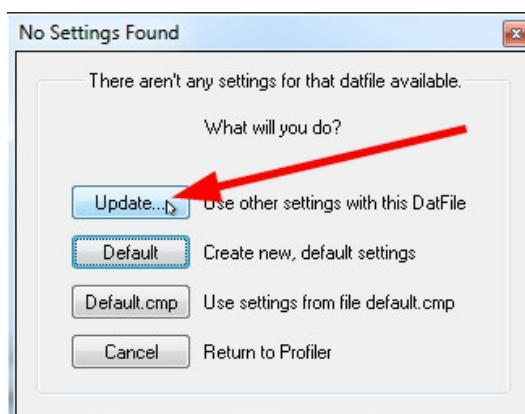 No Settings Found
There aren't any settings for that datfile available.
What will you do?
Update... Use other settings with this DatFile
Default Create new, default settings
Default.cmp Use settings from file default.cmp
Cancel Return to Profiler